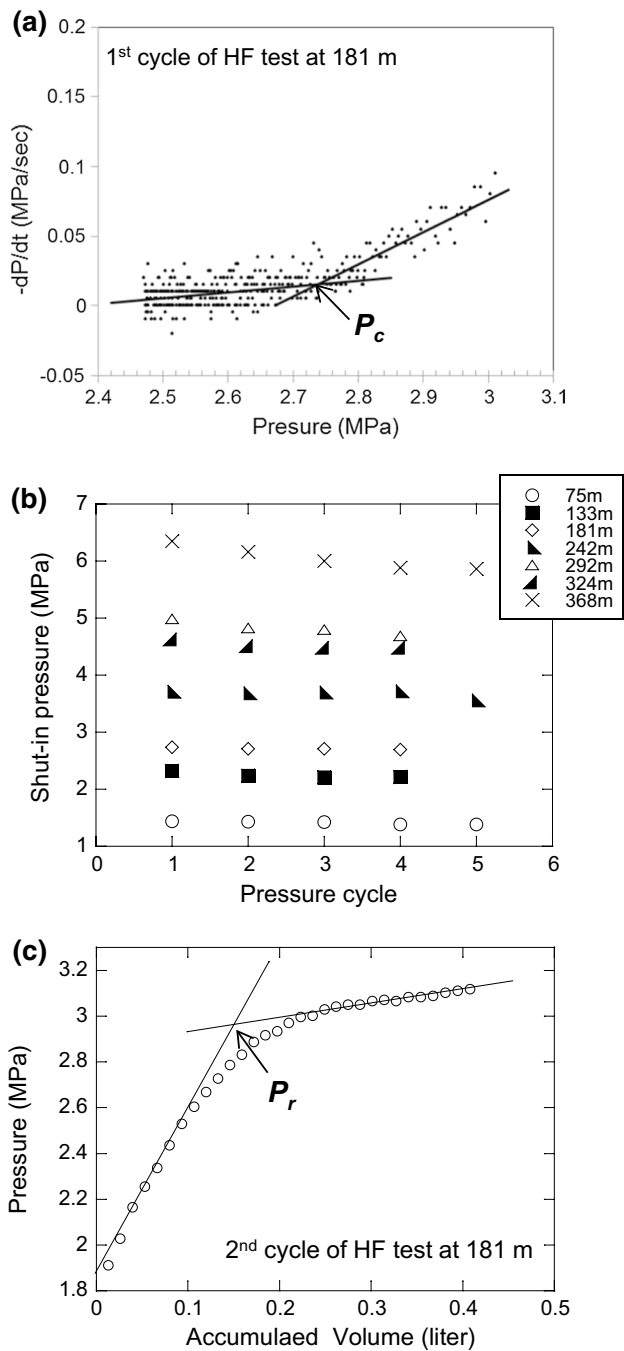 (a)
0.2
0.15
0.1
0.05
0
-0.05
-dP/dt (MPa/sec)
1st cycle of HF test at 181 m
Pc
2.4 2.5 2.6 2.7 2.8 2.9 3 3.1
Presure (MPa)
(b)
7
6
5
4
3
2
1
Shut-in pressure (MPa)
75m
133m
181m
242m
292m
324m
368m
0 1 2 3 4 5 6
Pressure cycle
(c)
3.2
3
2.8
2.6
2.4
2.2
2
1.8
Pressure (MPa)
Pr
2nd cycle of HF test at 181 m
0 0.1 0.2 0.3 0.4 0.5
Accumulaed Volume (liter)